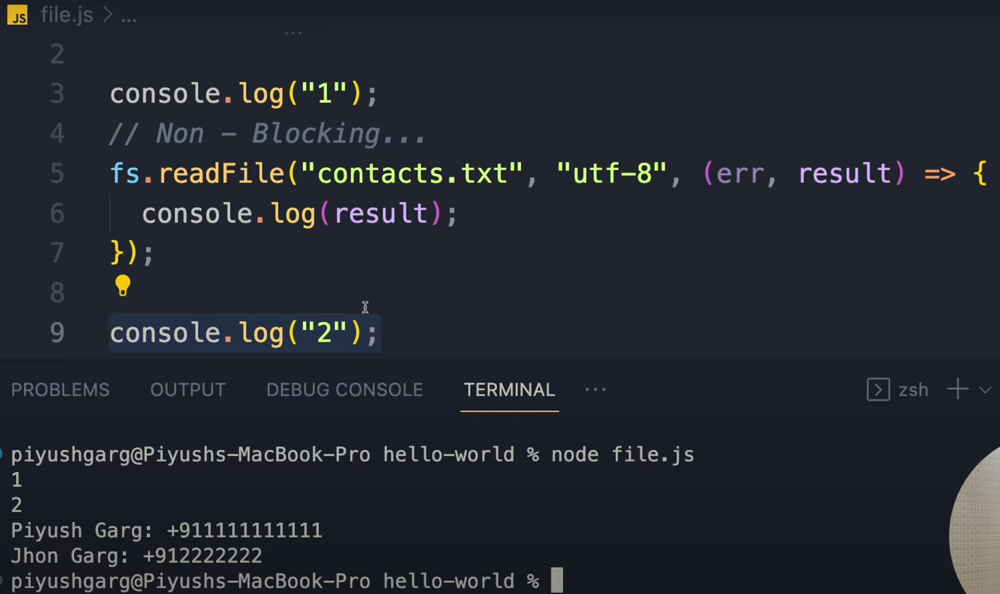 JS file.js > ...
2
3 console.log("1");
4 // Non - Blocking...
5 fs.readFile("contacts.txt", "utf-8", (err, result) => {
6 console.log(result);
7 });
8
9 console.log("2");
PROBLEMS OUTPUT DEBUG CONSOLE TERMINAL ... zsh
piyushgarg@Piyushs-MacBook-Pro hello-world % node file.js
1
2
Piyush Garg: +911111111111
Jhon Garg: +912222222
piyushgarg@Piyushs-MacBook-Pro hello-world %